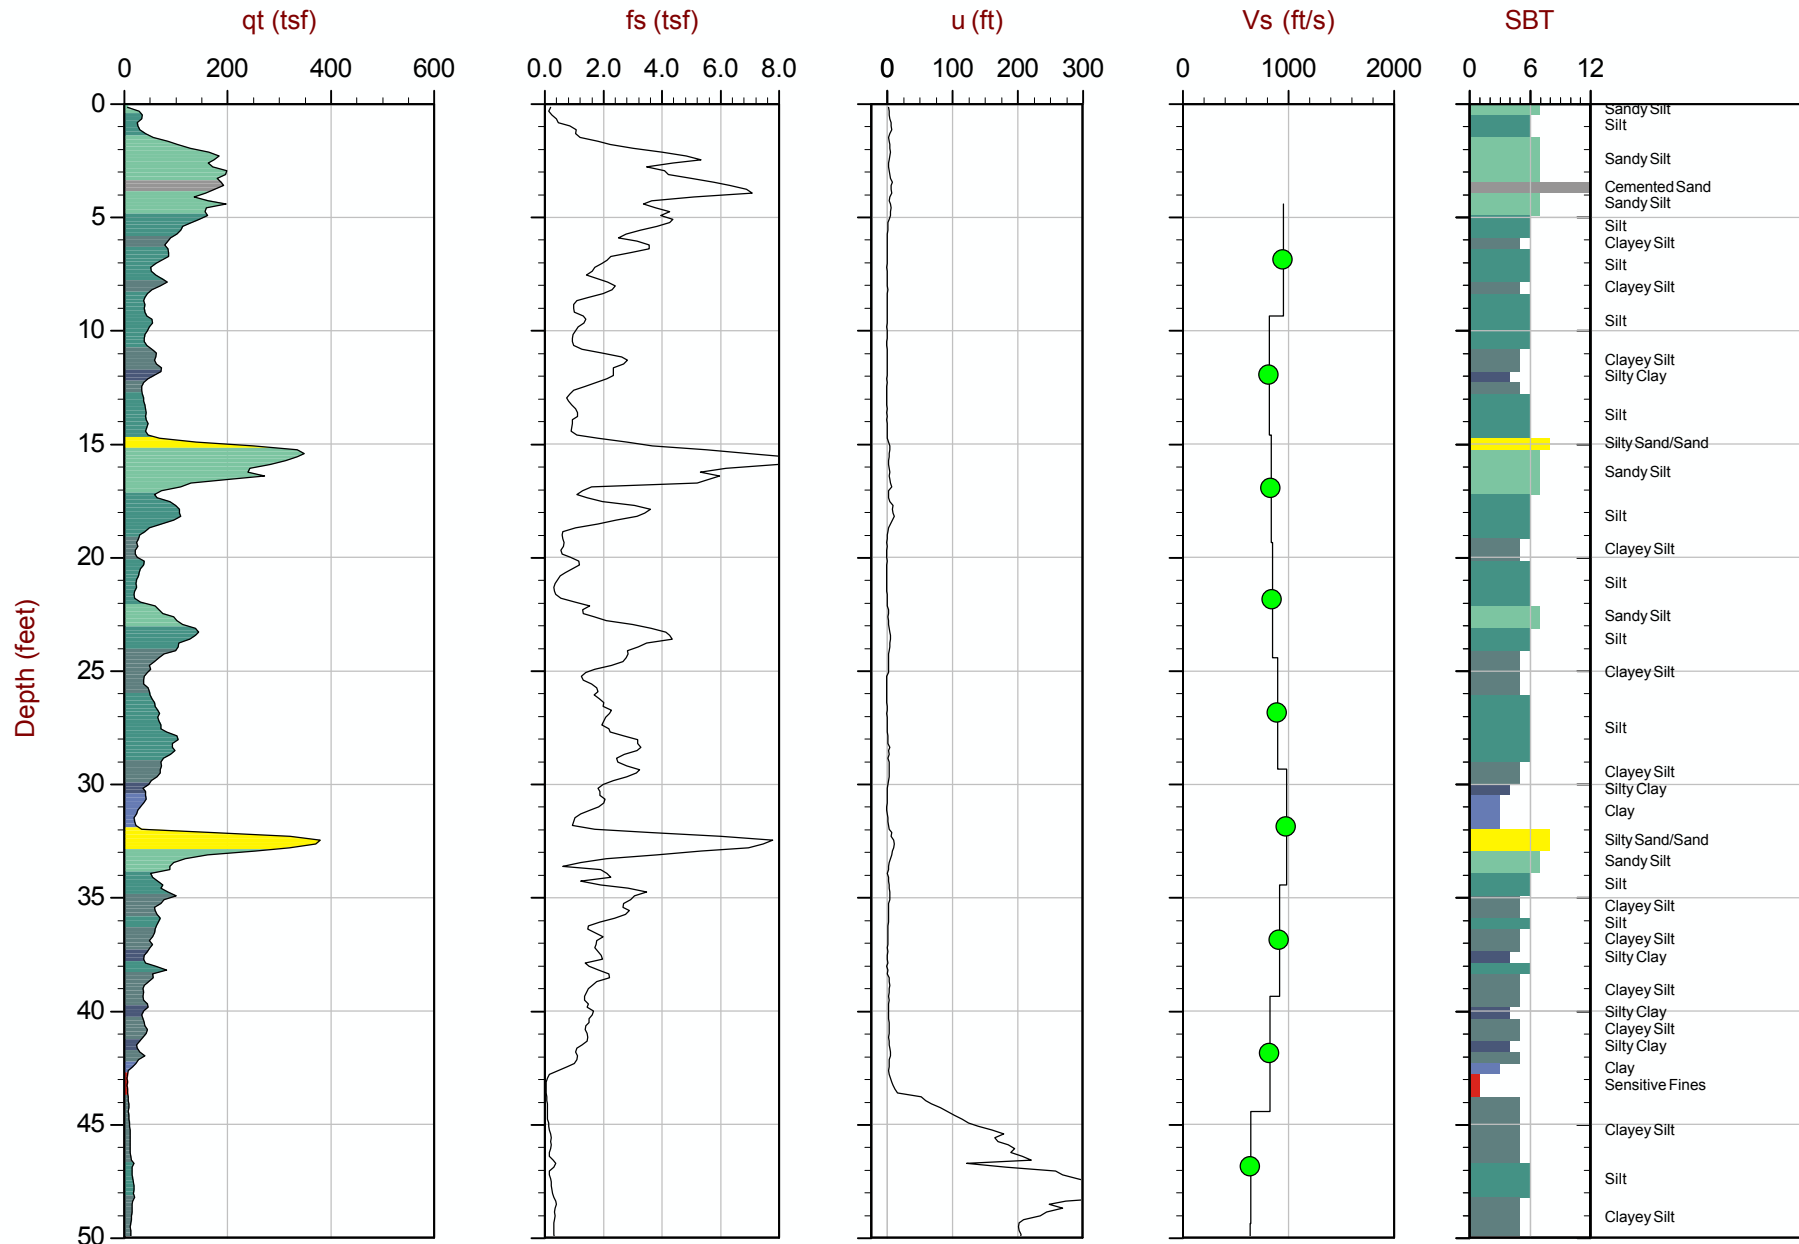 qt (tsf) fs (tsf) u (ft) Vs (ft/s) SBT
0 200 400 600 0.0 2.0 4.0 6.0 8.0 0 100 200 300 0 1000 2000 0 6 12
0
Sandy Silt
Silt
Sandy Silt
Cemented Sand
Sandy Silt
5
Silt
Clayey Silt
Silt
Clayey Silt
Silt
10
Clayey Silt
Silty Clay
Silt
15 Silty Sand/Sand
Sandy Silt
Silt
Clayey Silt
20
Silt
Sandy Silt
Silt
25 Clayey Silt
Depth (feet)
Silt
Clayey Silt
30 Silty Clay
Clay
Silty Sand/Sand
Sandy Silt
Silt
35
Clayey Silt
Silt
Clayey Silt
Silty Clay
Clayey Silt
40 Silty Clay
Clayey Silt
Silty Clay
Clay
Sensitive Fines
45 Clayey Silt
Silt
Clayey Silt
50